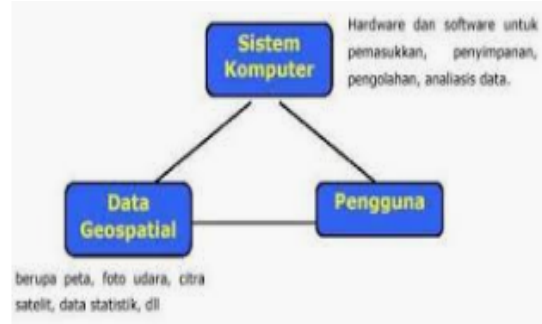 Sistem
Komputer
Hardware dan software untuk
pemasukkan, penyimpanan,
pengolahan, analiasis data.
Data
Geospatial
Pengguna
berupa peta, foto udara, citra
satelit, data statistik, dll